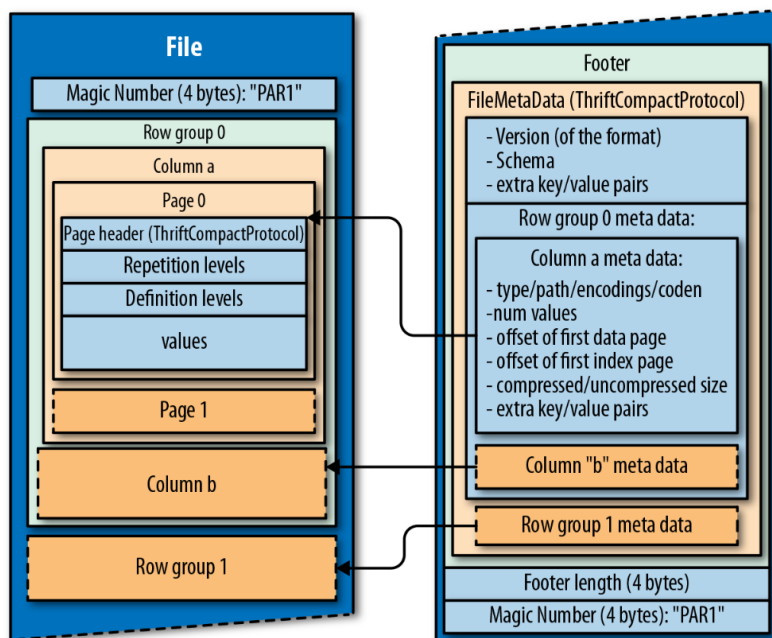 File
Magic Number (4 bytes): "PAR1"
Row group 0
Column a
Page 0
Page header (ThriftCompactProtocol)
Repetition levels
Definition levels
values
Page 1
Column b
Row group 1
Footer
FileMetaData (ThriftCompactProtocol)
- Version (of the format)
- Schema
- extra key/value pairs
Row group 0 meta data:
Column a meta data:
- type/path/encodings/coden
-num values
- offset of first data page
- offset of first index page
- compressed/uncompressed size
- extra key/value pairs
Column "b" meta data
Row group 1 meta data
Footer length (4 bytes)
Magic Number (4 bytes): "PAR1"